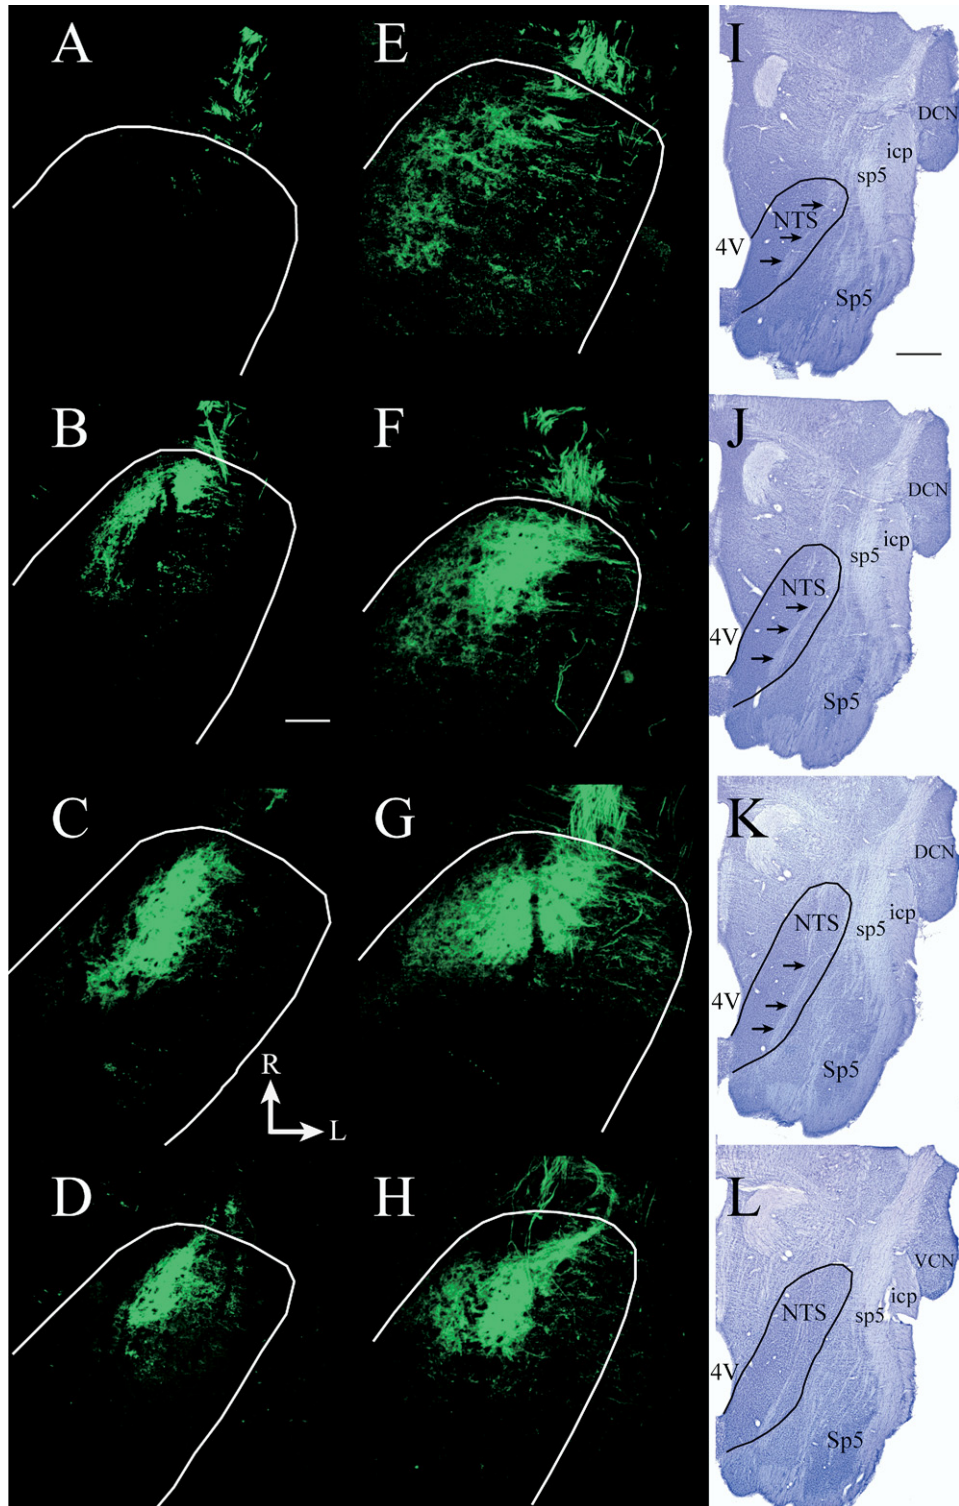 A
E
I
DCN
icp
sp5
NTS
4V
Sp5
B
F
J
DCN
icp
sp5
NTS
4V
Sp5
C
G
K
DCN
icp
sp5
NTS
4V
Sp5
R
L
D
H
L
VCN
icp
sp5
NTS
4V
Sp5